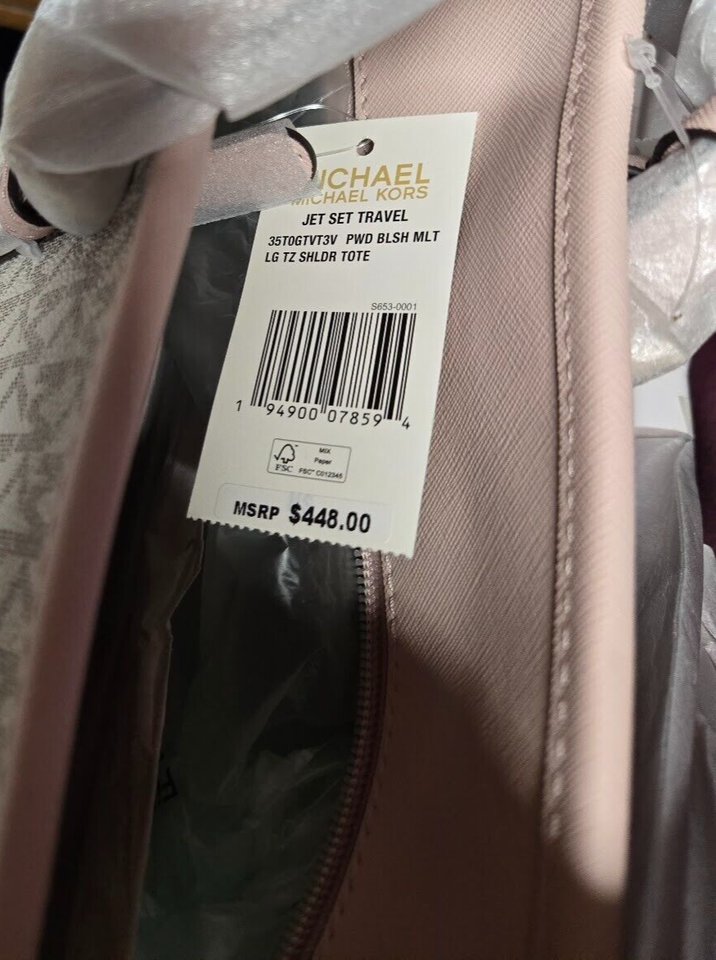 MICHAEL
MICHAEL KORS
JET SET TRAVEL
35T0GTVT3V PWD BLSH MLT
LG TZ SHLDR TOTE
S653-0001
1 94900 07859 4
FSC
MIX
Paper
FSC® C012345
MSRP $448.00